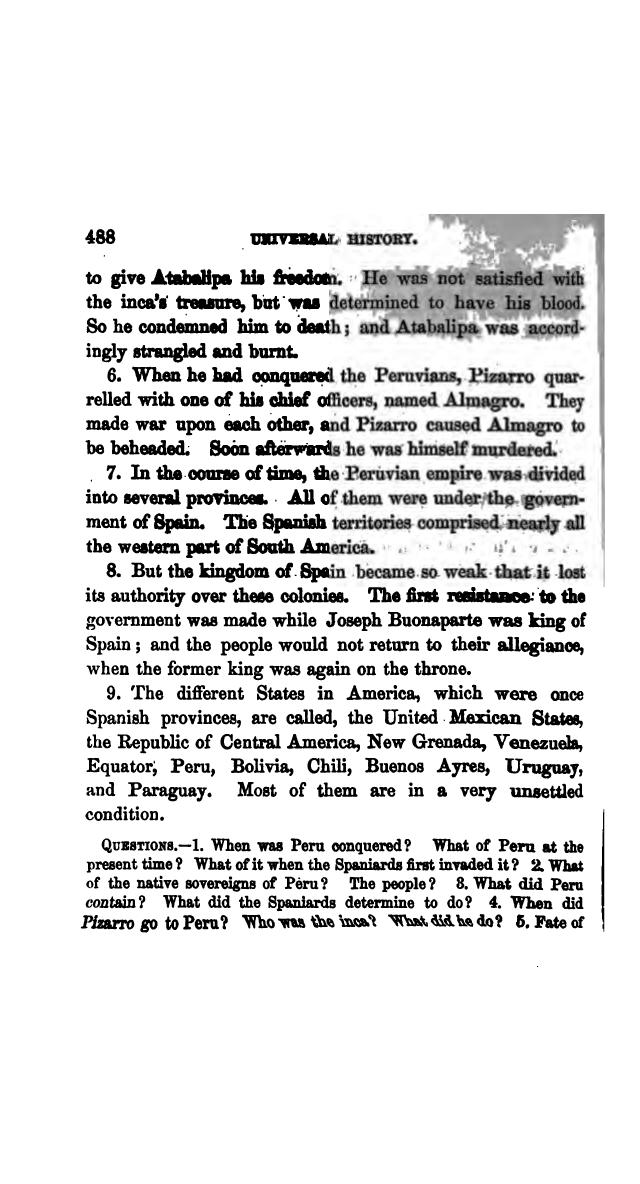 488 UNIVERSAL HISTORY.
to give Atabalipa his freedom. He was not satisfied with
the inca's treasure, but was determined to have his blood.
So he condemned him to death; and Atabalipa was accord-
ingly strangled and burnt.
6. When he had conquered the Peruvians, Pizarro quar-
relled with one of his chief officers, named Almagro. They
made war upon each other, and Pizarro caused Almagro to
be beheaded. Soon afterwards he was himself murdered.
7. In the course of time, the Peruvian empire was divided
into several provinces. All of them were under the govern-
ment of Spain. The Spanish territories comprised nearly all
the western part of South America.
8. But the kingdom of Spain became so weak that it lost
its authority over these colonies. The first resistance to the
government was made while Joseph Buonaparte was king of
Spain; and the people would not return to their allegiance,
when the former king was again on the throne.
9. The different States in America, which were once
Spanish provinces, are called, the United Mexican States,
the Republic of Central America, New Grenada, Venezuela,
Equator, Peru, Bolivia, Chili, Buenos Ayres, Uruguay,
and Paraguay. Most of them are in a very unsettled
condition.
QUESTIONS.—1. When was Peru conquered? What of Peru at the
present time? What of it when the Spaniards first invaded it? 2. What
of the native sovereigns of Peru? The people? 3. What did Peru
contain? What did the Spaniards determine to do? 4. When did
Pizarro go to Peru? Who was the inca? What did he do? 5. Fate of